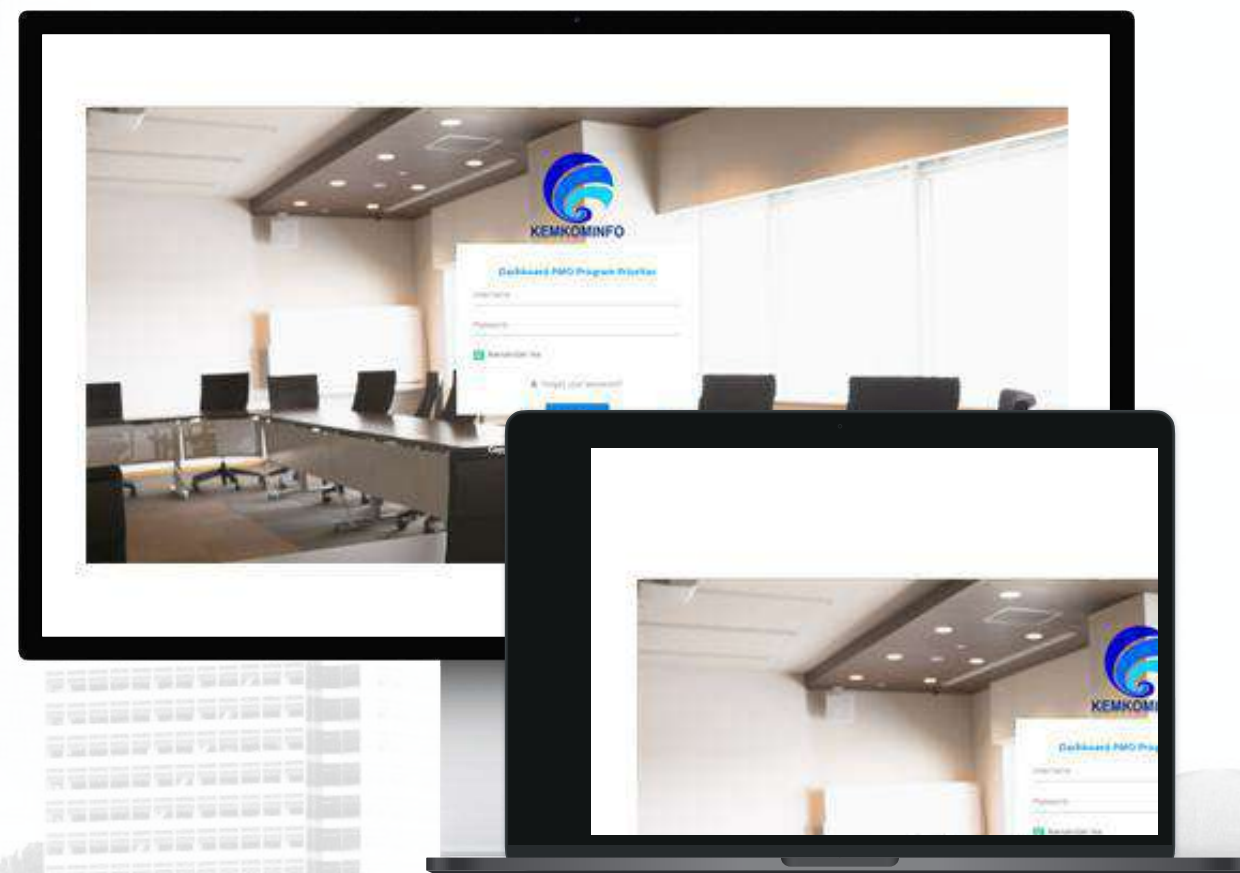 KEMKOMINFO
Dashboard PMO Program Prioritas
Username
Password
Remember me
Forgot your password?
KEMKOMI
Dashboard PMO Prog
Username
Password
Remember me